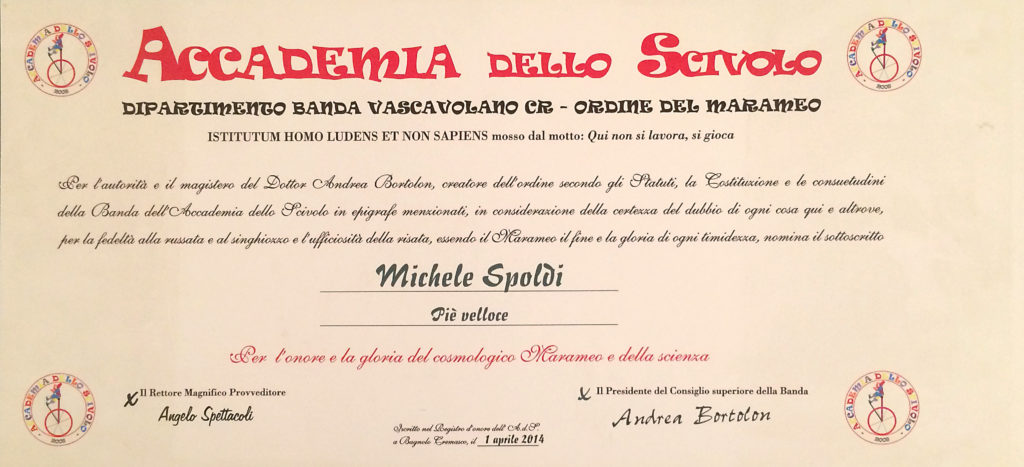 ACCADEMIA DELLO SCIVOLO
DIPARTIMENTO BANDA VASCAVOLANO CR - ORDINE DEL MARAMEO
ISTITUTUM HOMO LUDENS ET NON SAPIENS mosso dal motto: Qui non si lavora, si gioca
Per l'autorità e il magistero del Dottor Andrea Bortolon, creatore dell'ordine secondo gli Statuti, la Costituzione e le consuetudini
della Banda dell'Accademia dello Scivolo in epigrafe menzionati, in considerazione della certezza del dubbio di ogni cosa qui e altrove,
per la fedeltà alla russata e al singhiozzo e l'ufficiosità della risata, essendo il Marameo il fine e la gloria di ogni timidezza, nomina il sottoscritto
Michele Spoldi
Piè velloce
Per l'onore e la gloria del cosmologico Marameo e della scienza
x Il Rettore Magnifico Provveditore
Angelo Spettacoli
x Il Presidente del Consiglio superiore della Banda
Andrea Bortolon
Iscritto nel Registro d'onore dell' A.d.S.
a Bagnolo Cremasco, il 1 aprile 2014